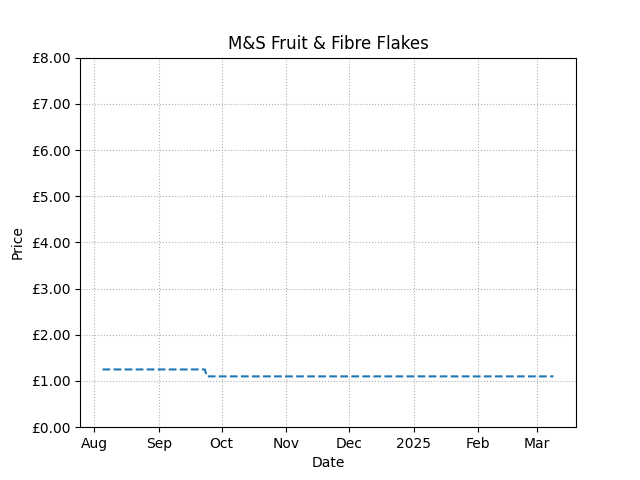 M&S Fruit & Fibre Flakes
£8.00
£7.00
£6.00
£5.00
£4.00
£3.00
£2.00
£1.00
£0.00
Price
Aug Sep Oct Nov Dec 2025 Feb Mar
Date